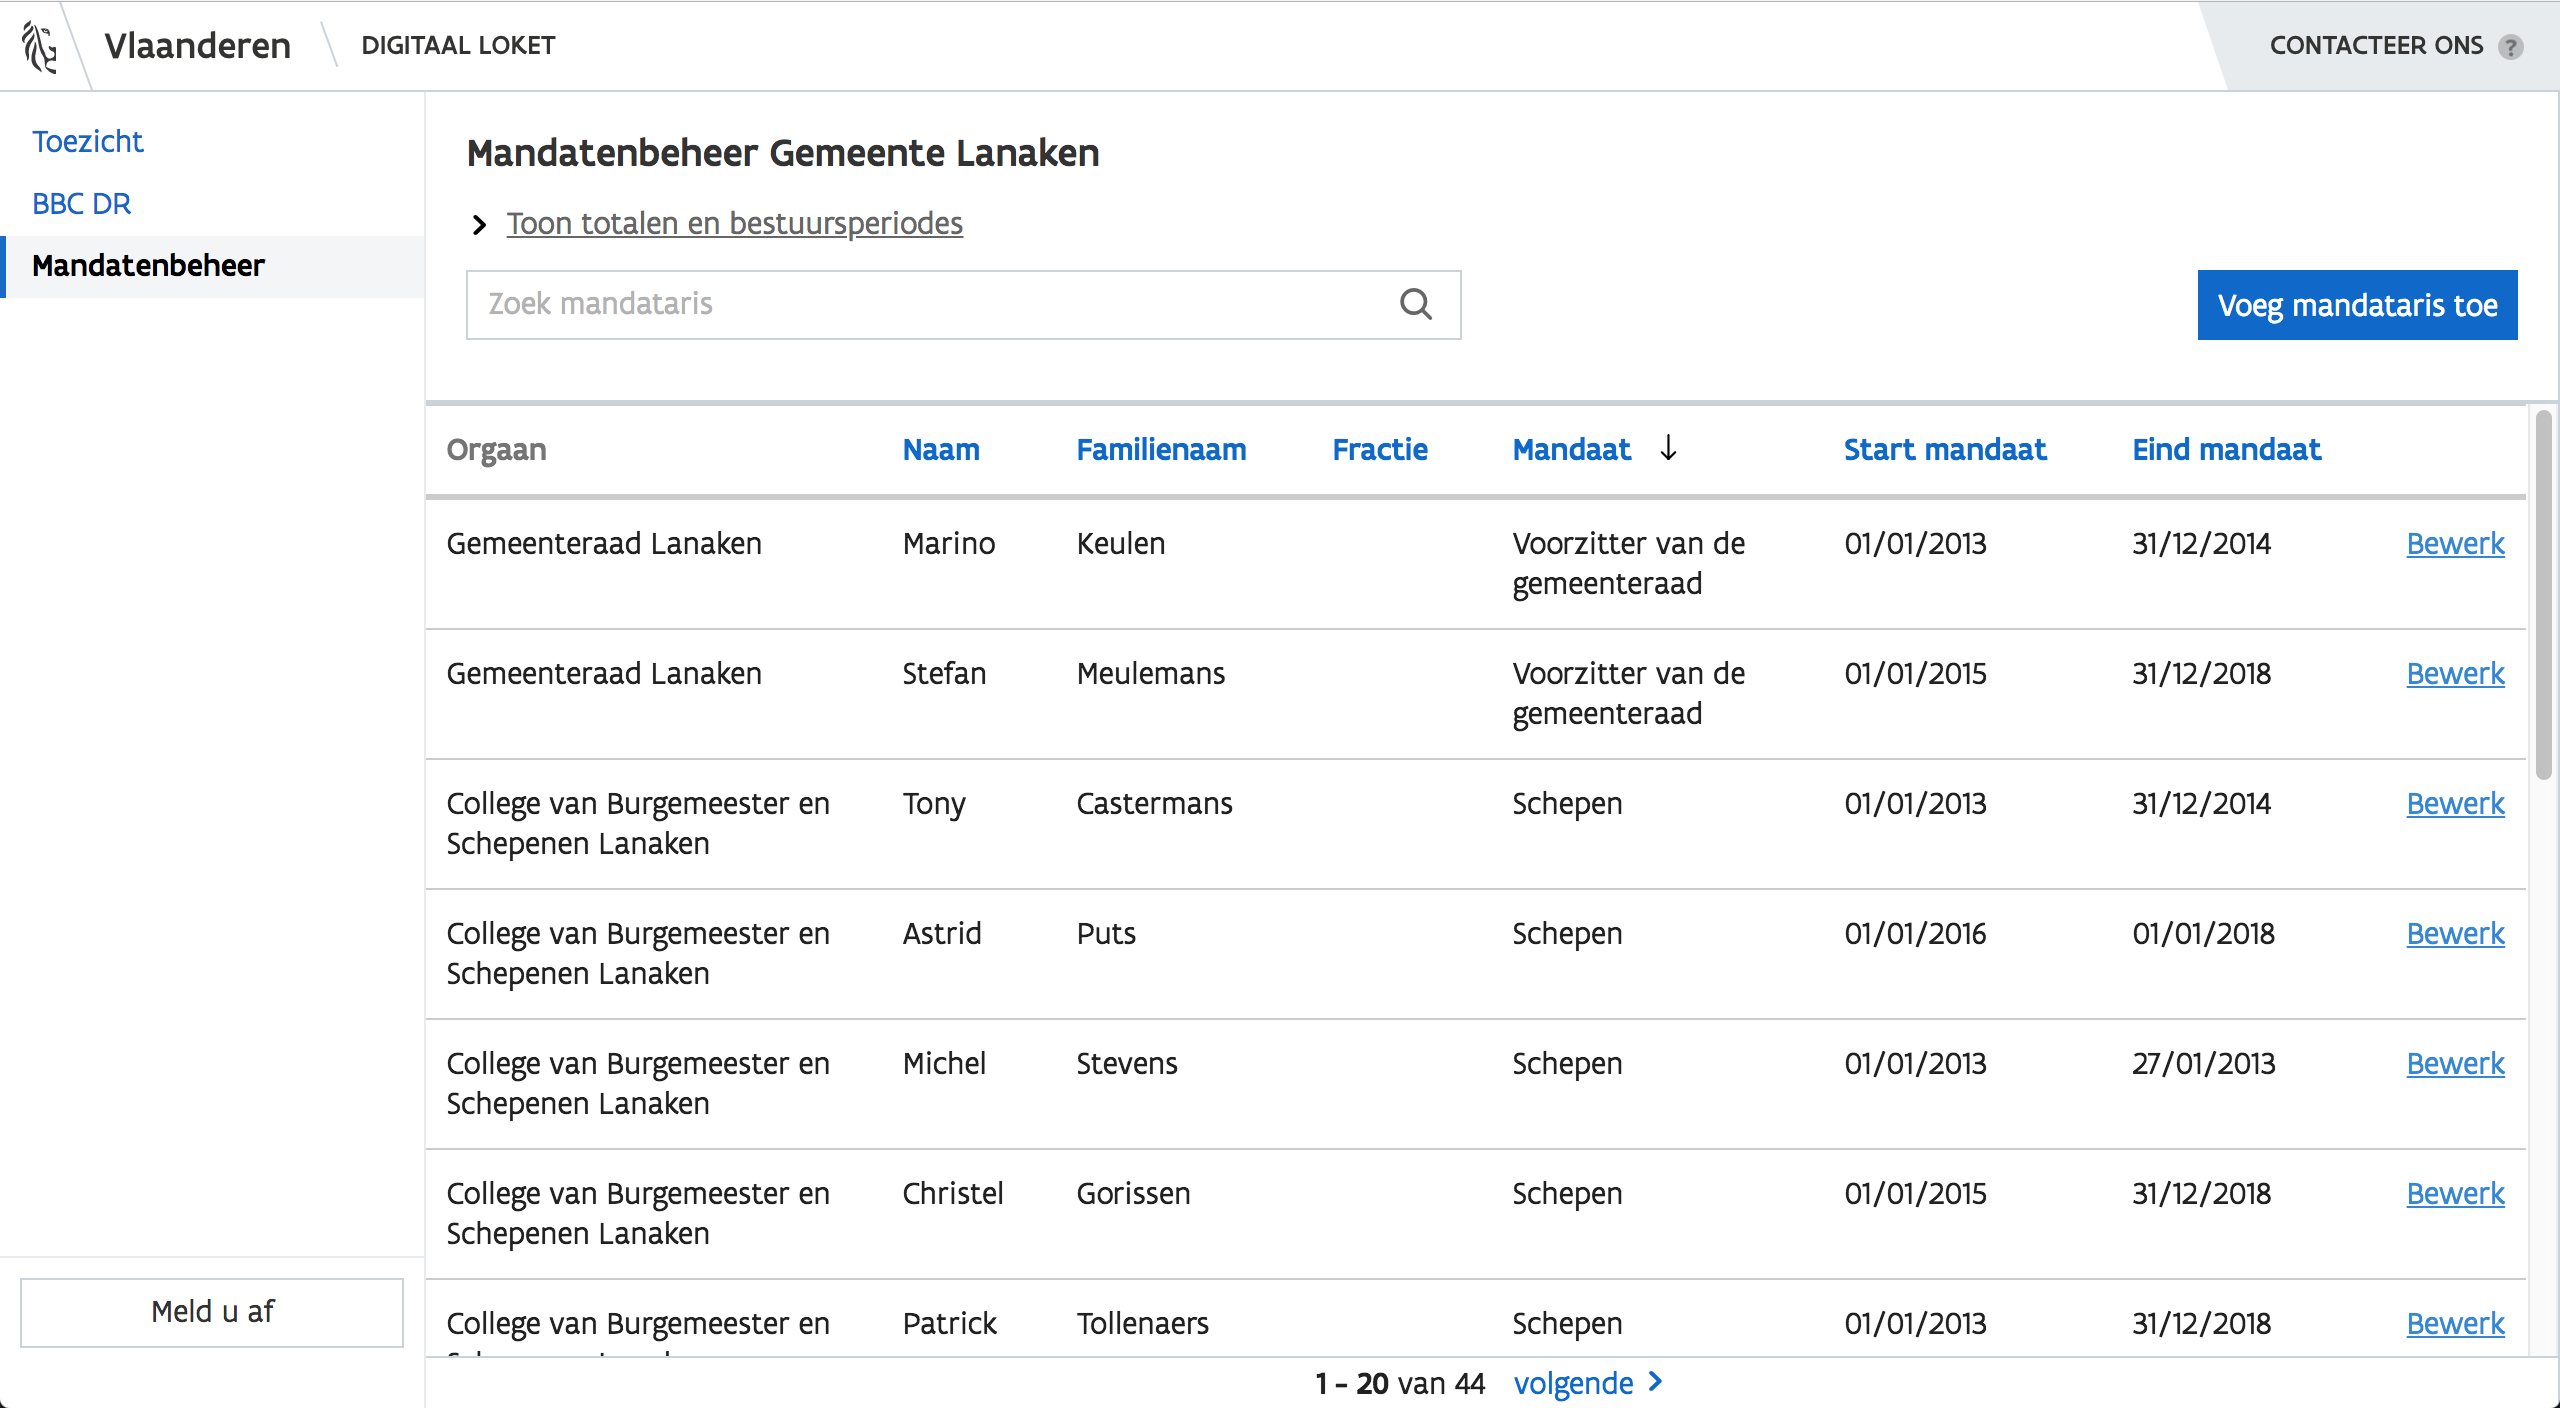 Vlaanderen
DIGITAAL LOKET
CONTACTEER ONS ?
Toezicht
BBC DR
Mandatenbeheer
Mandatenbeheer Gemeente Lanaken
Toon totalen en bestuursperiodes
Zoek mandataris
Voeg mandataris toe
Orgaan Naam Familienaam Fractie Mandaat ↓ Start mandaat Eind mandaat
Gemeenteraad Lanaken Marino Keulen Voorzitter van de 01/01/2013 31/12/2014 Bewerk
gemeenteraad
Gemeenteraad Lanaken Stefan Meulemans Voorzitter van de 01/01/2015 31/12/2018 Bewerk
gemeenteraad
College van Burgemeester en Tony Castermans Schepen 01/01/2013 31/12/2014 Bewerk
Schepenen Lanaken
College van Burgemeester en Astrid Puts Schepen 01/01/2016 01/01/2018 Bewerk
Schepenen Lanaken
College van Burgemeester en Michel Stevens Schepen 01/01/2013 27/01/2013 Bewerk
Schepenen Lanaken
College van Burgemeester en Christel Gorissen Schepen 01/01/2015 31/12/2018 Bewerk
Schepenen Lanaken
College van Burgemeester en Patrick Tollenaers Schepen 01/01/2013 31/12/2018 Bewerk
Meld u af
1 - 20 van 44 volgende